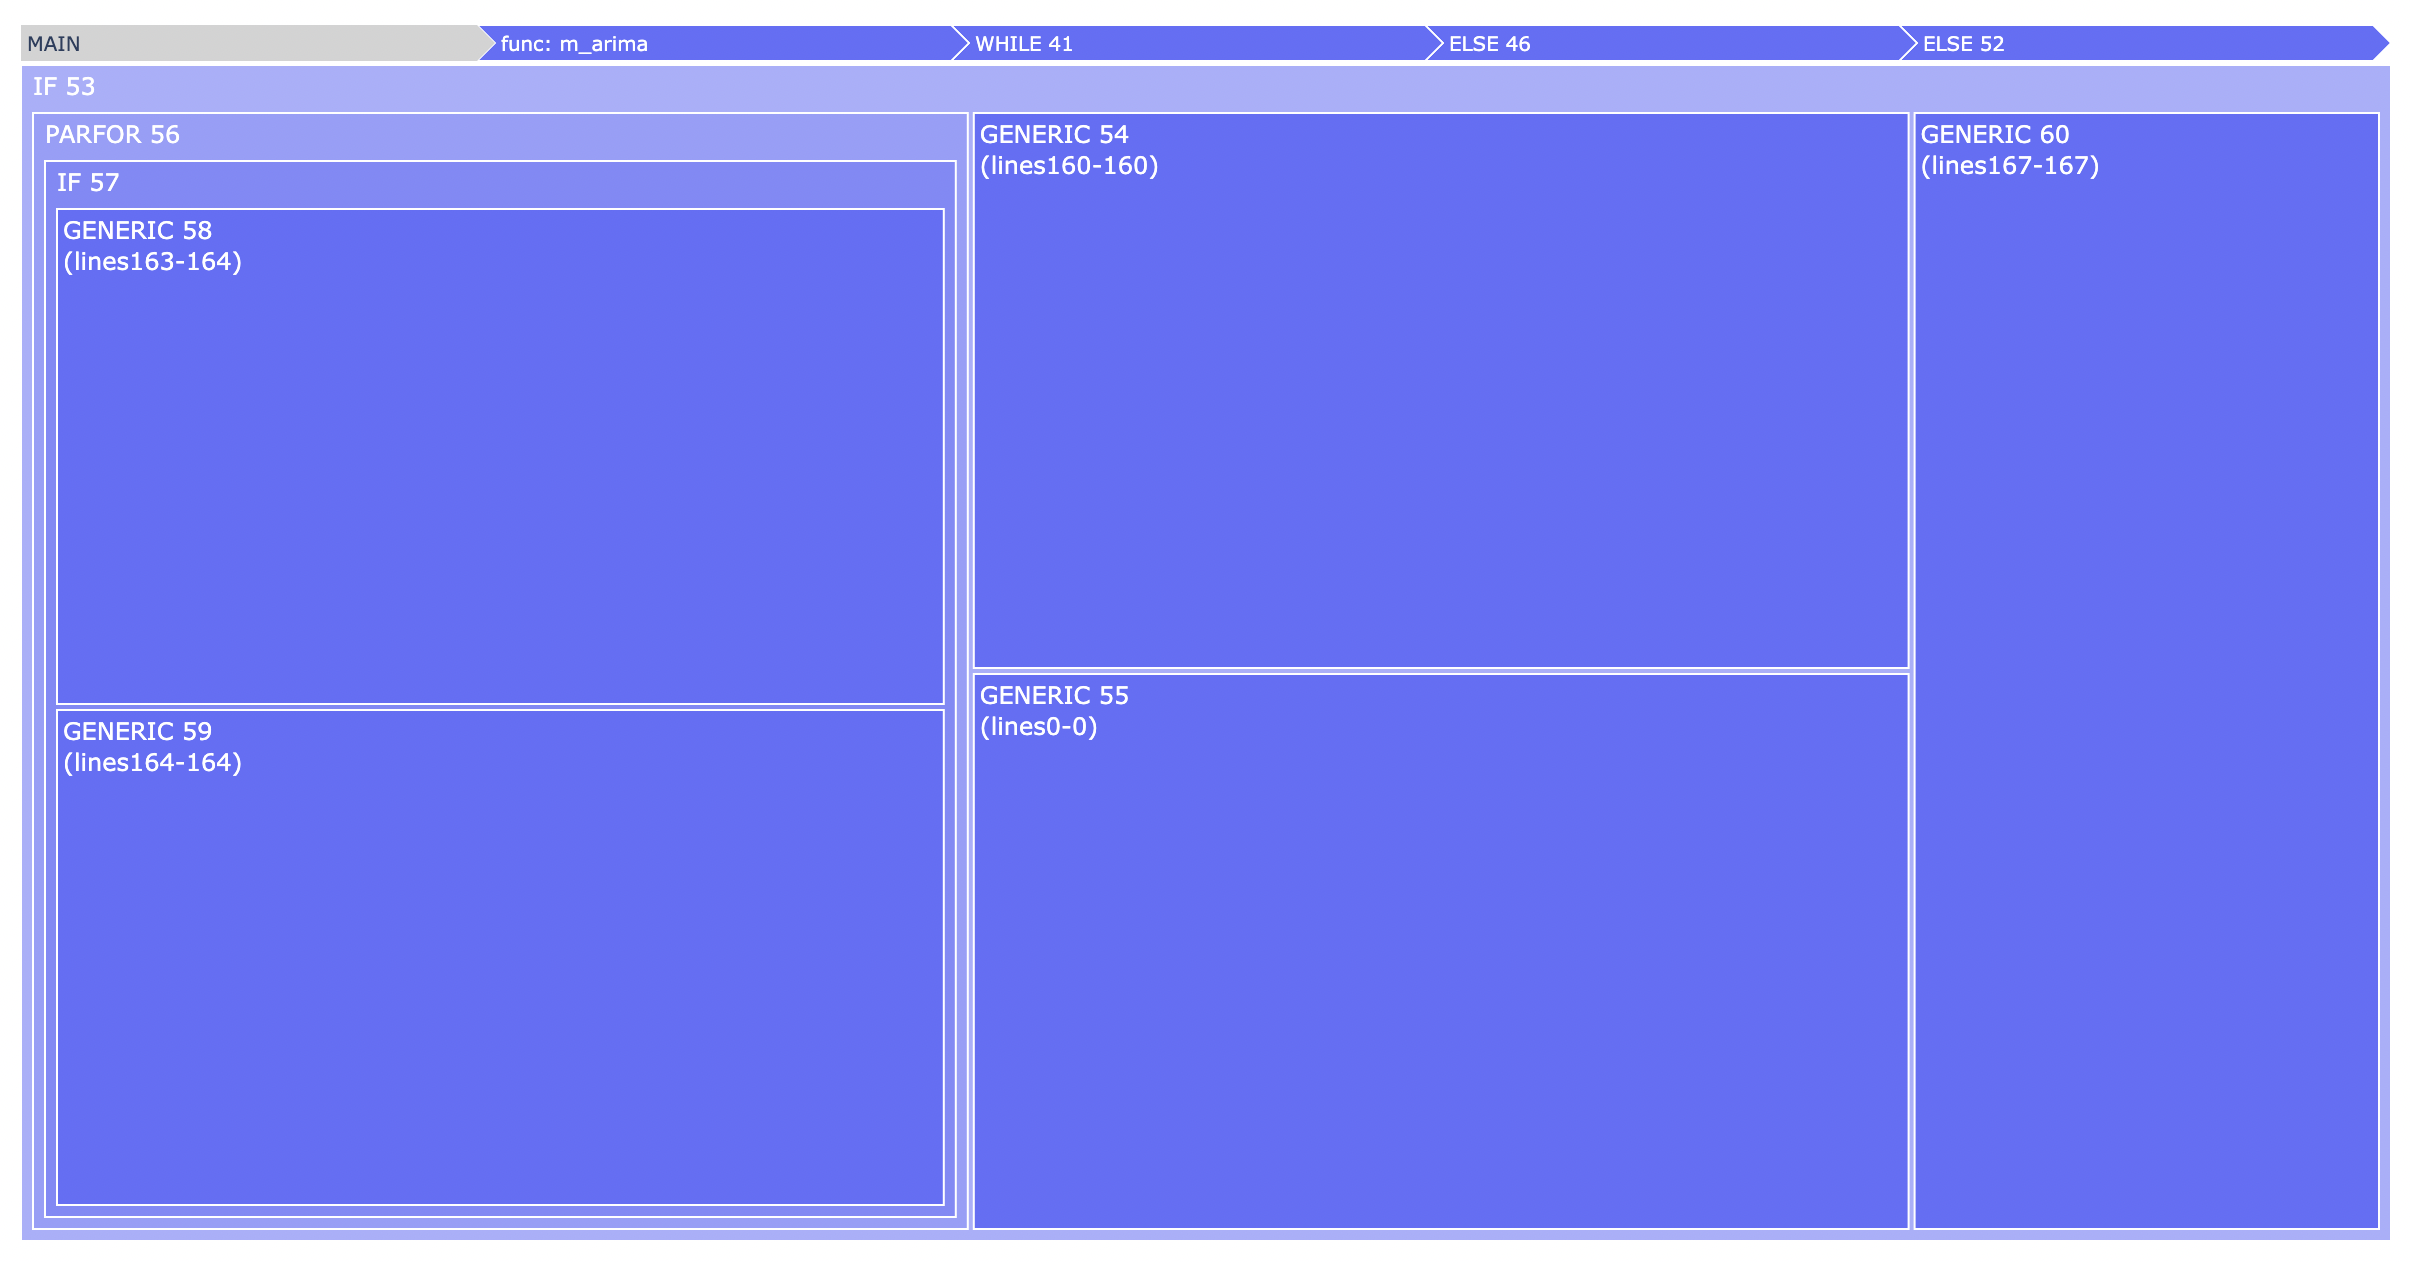 MAIN
func: m_arima
WHILE 41
ELSE 46
ELSE 52
IF 53
PARFOR 56
IF 57
GENERIC 58
(lines163-164)
GENERIC 59
(lines164-164)
GENERIC 54
(lines160-160)
GENERIC 55
(lines0-0)
GENERIC 60
(lines167-167)